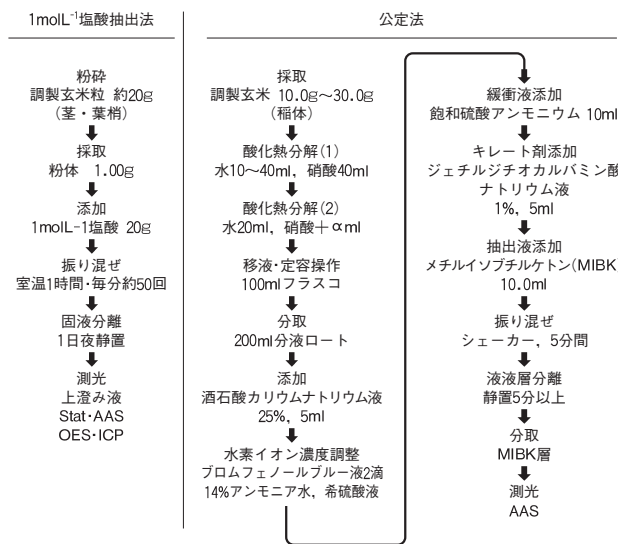 1molL⁻¹塩酸抽出法
粉砕
調製玄米粒 約20g
(茎・葉梢)
採取
粉体 1.00g
添加
1molL-1塩酸 20g
振り混ぜ
室温1時間・毎分約50回
固液分離
1日夜静置
測光
上澄み液
Stat・AAS
OES・ICP
公定法
採取
調製玄米 10.0g～30.0g
(稲体)
酸化熱分解(1)
水10～40ml, 硝酸40ml
酸化熱分解(2)
水20ml, 硝酸＋αml
移液・定容操作
100mlフラスコ
分取
200ml分液ロート
添加
酒石酸カリウムナトリウム液
25%, 5ml
水素イオン濃度調整
ブロムフェノールブルー液2滴
14%アンモニア水, 希硫酸液
緩衝液添加
飽和硫酸アンモニウム 10ml
キレート剤添加
ジェチルジチオカルバミン酸
ナトリウム液
1%, 5ml
抽出液添加
メチルイソブチルケトン(MIBK)
10.0ml
振り混ぜ
シェーカー, 5分間
液液層分離
静置5分以上
分取
MIBK層
測光
AAS